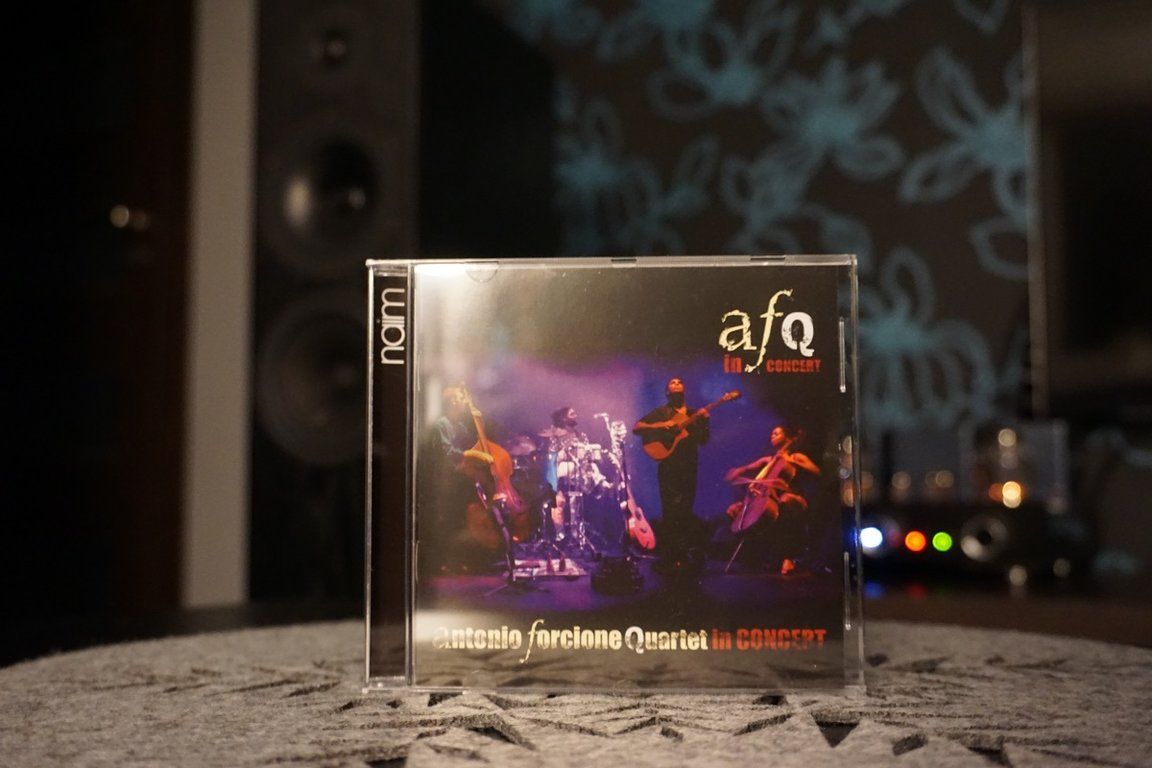 naim
afQ
in CONCERT
antonio forcione Quartet in CONCERT